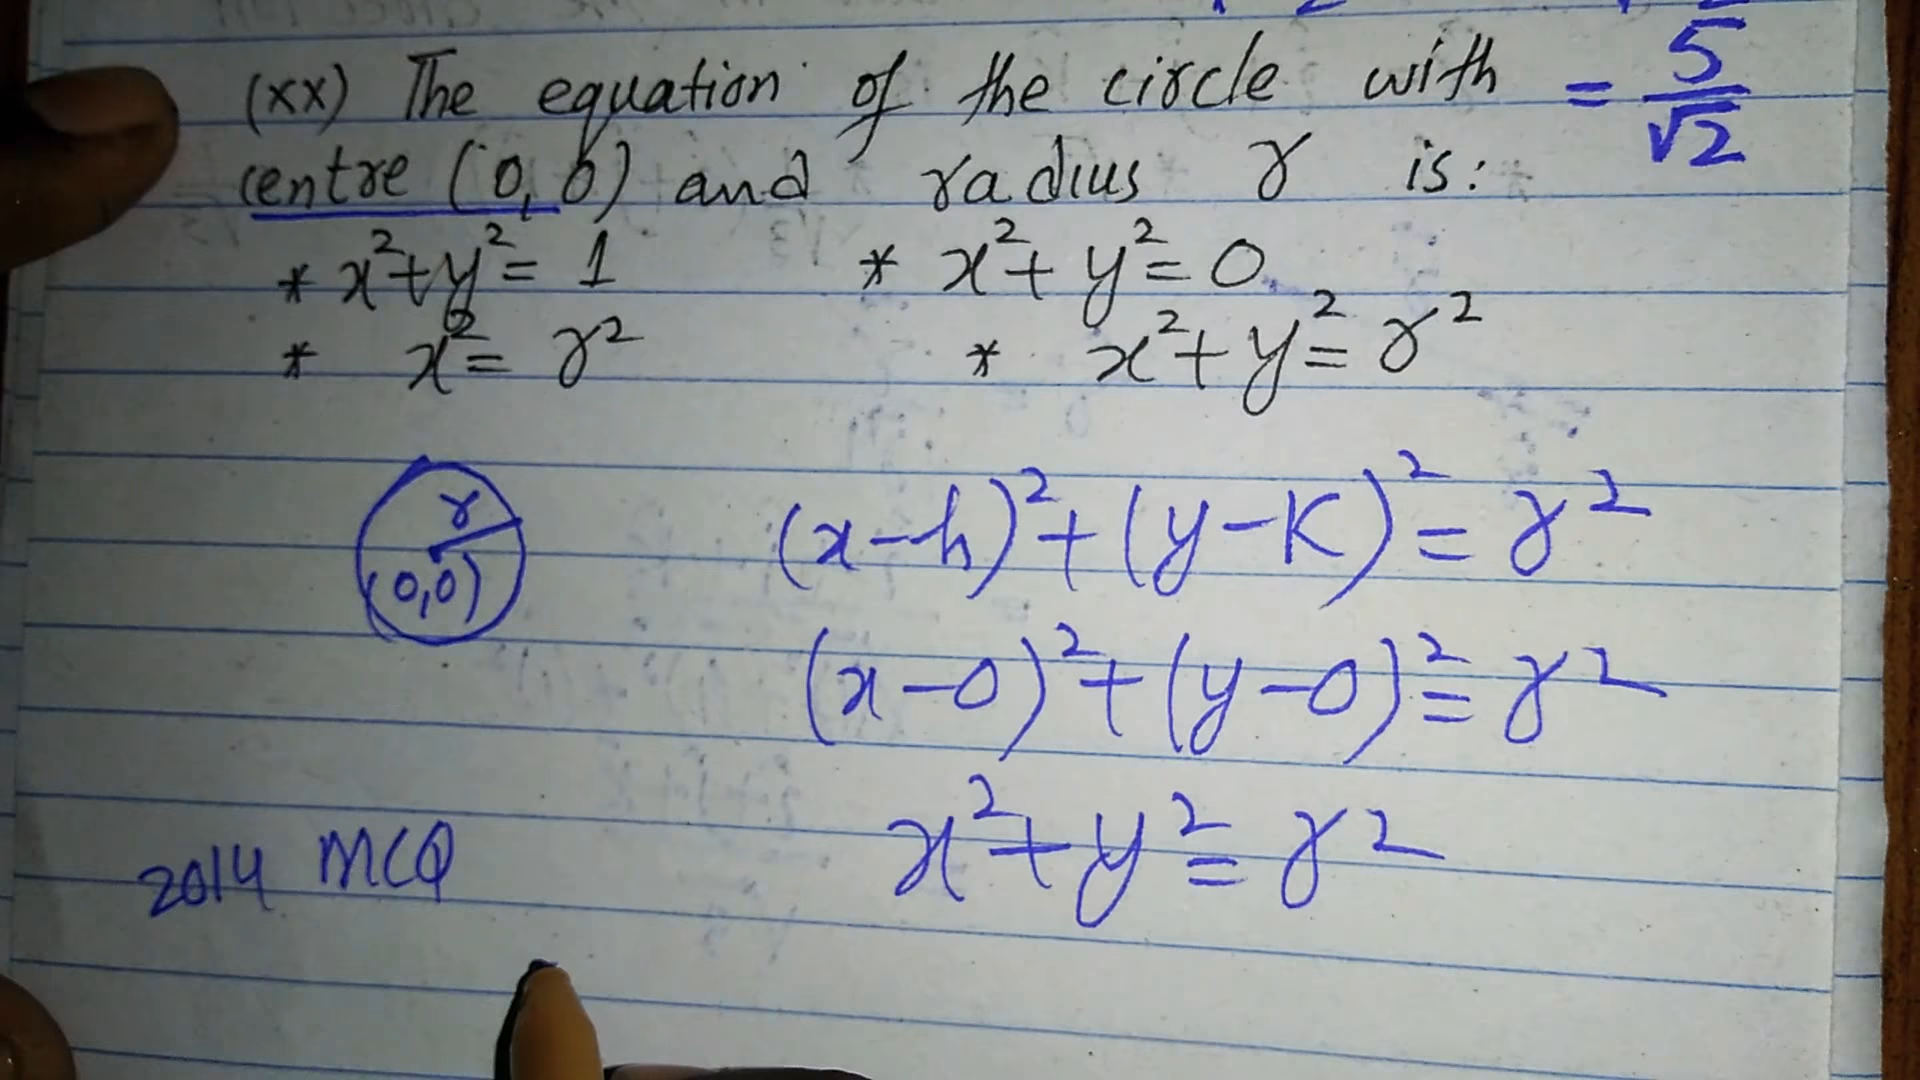 (xx) The equation of the circle with
= 5/√2
centre (0,0) and radius r is:
* x²+y²= 1 * x²+ y²= 0
* x²= r² * x²+ y²= r²
(x-h)²+(y-K)²= r²
r
(0,0)
(x-0)²+(y-0)²= r²
x²+y²= r²
2014 MCQ